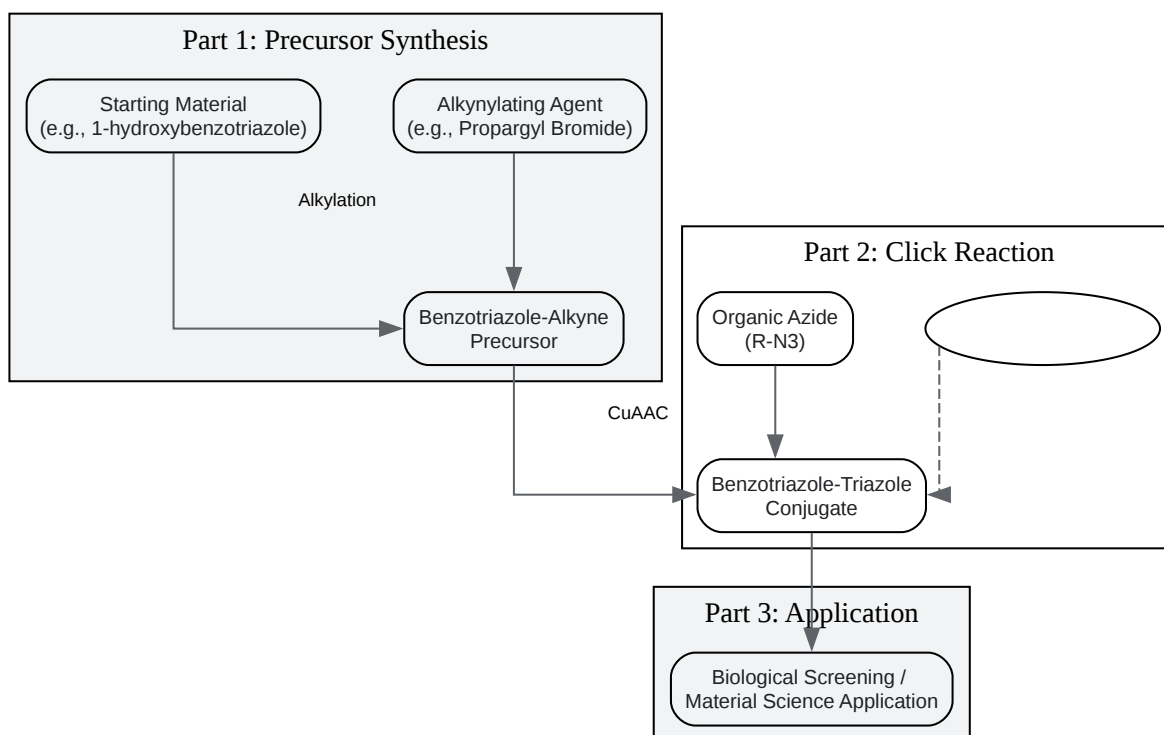 Part 1: Precursor Synthesis
Starting Material
(e.g., 1-hydroxybenzotriazole)
Alkynylating Agent
(e.g., Propargyl Bromide)
Alkylation
Benzotriazole-Alkyne
Precursor
Part 2: Click Reaction
Organic Azide
(R-N3)
CuAAC
Benzotriazole-Triazole
Conjugate
Part 3: Application
Biological Screening /
Material Science Application